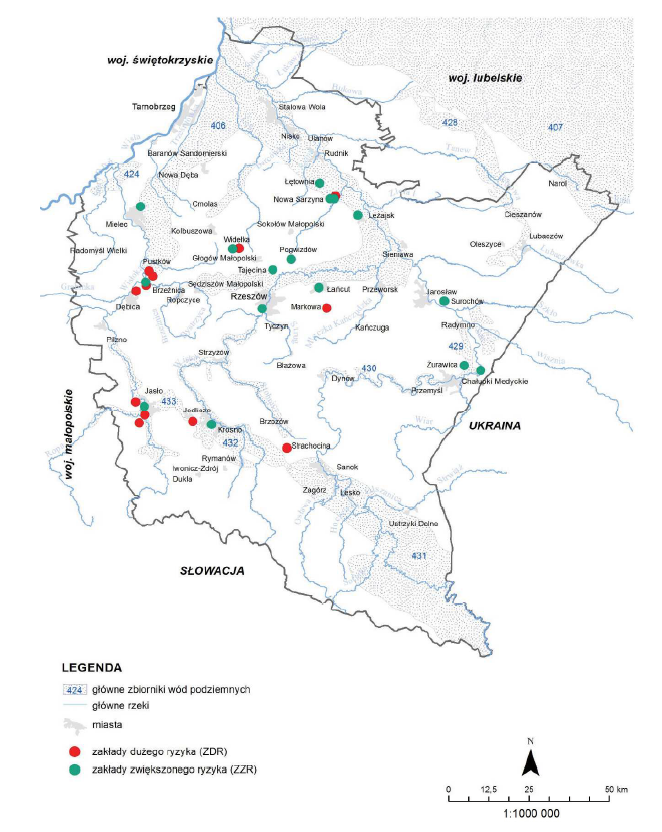 woj. świętokrzyskie
woj. lubelskie
Tarnobrzeg
Stalowa Wola
406
428
407
Nisko
Ulanów
Rudnik
Baranów Sandomierski
424
Nowa Dęba
Łętownia
Narol
Cmolas
Nowa Sarzyna
Leżajsk
Cieszanów
Mielec
Kolbuszowa
Sokołów Małopolski
Widełka
Lubaczów
Oleszyce
Radomyśl Wielki
Głogów Małopolski
Pogwizdów
Sieniawa
Pustków
Tajęcina
Sędziszów Małopolski
Brzeźnica
Ropczyce
Rzeszów
Łańcut
Przeworsk
Jarosław
Surochów
Dębica
Markowa
Tyczyn
Kańczuga
Radymno
Pilzno
429
Strzyżów
Błażowa
430
Żurawica
Dynów
Chałupki Medyckie
Przemyśl
Jasło
433
Jedlicze
Krosno
Brzozów
UKRAINA
woj. małopolskie
432
Strachocina
Rymanów
Iwonicz-Zdrój
Sanok
Dukla
Zagórz
Lesko
Ustrzyki Dolne
431
SŁOWACJA
LEGENDA
424 główne zbiorniki wód podziemnych
główne rzeki
miasta
zakłady dużego ryzyka (ZDR)
zakłady zwiększonego ryzyka (ZZR)
N
0 12,5 25 50 km
1:1000 000